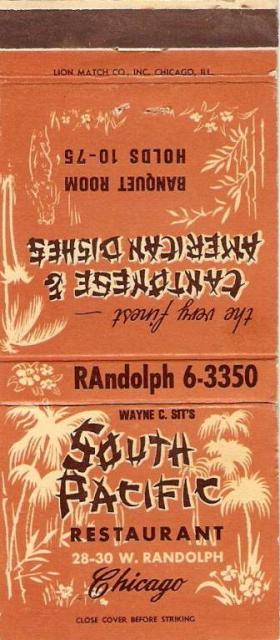 LION MATCH CO., INC. CHICAGO, ILL.
the very finest —
CANTONESE &
AMERICAN DISHES
BANQUET ROOM
HOLDS 10-75
RAndolph 6-3350
WAYNE C. SIT'S
SOUTH
PACIFIC
RESTAURANT
28-30 W. RANDOLPH
Chicago
CLOSE COVER BEFORE STRIKING